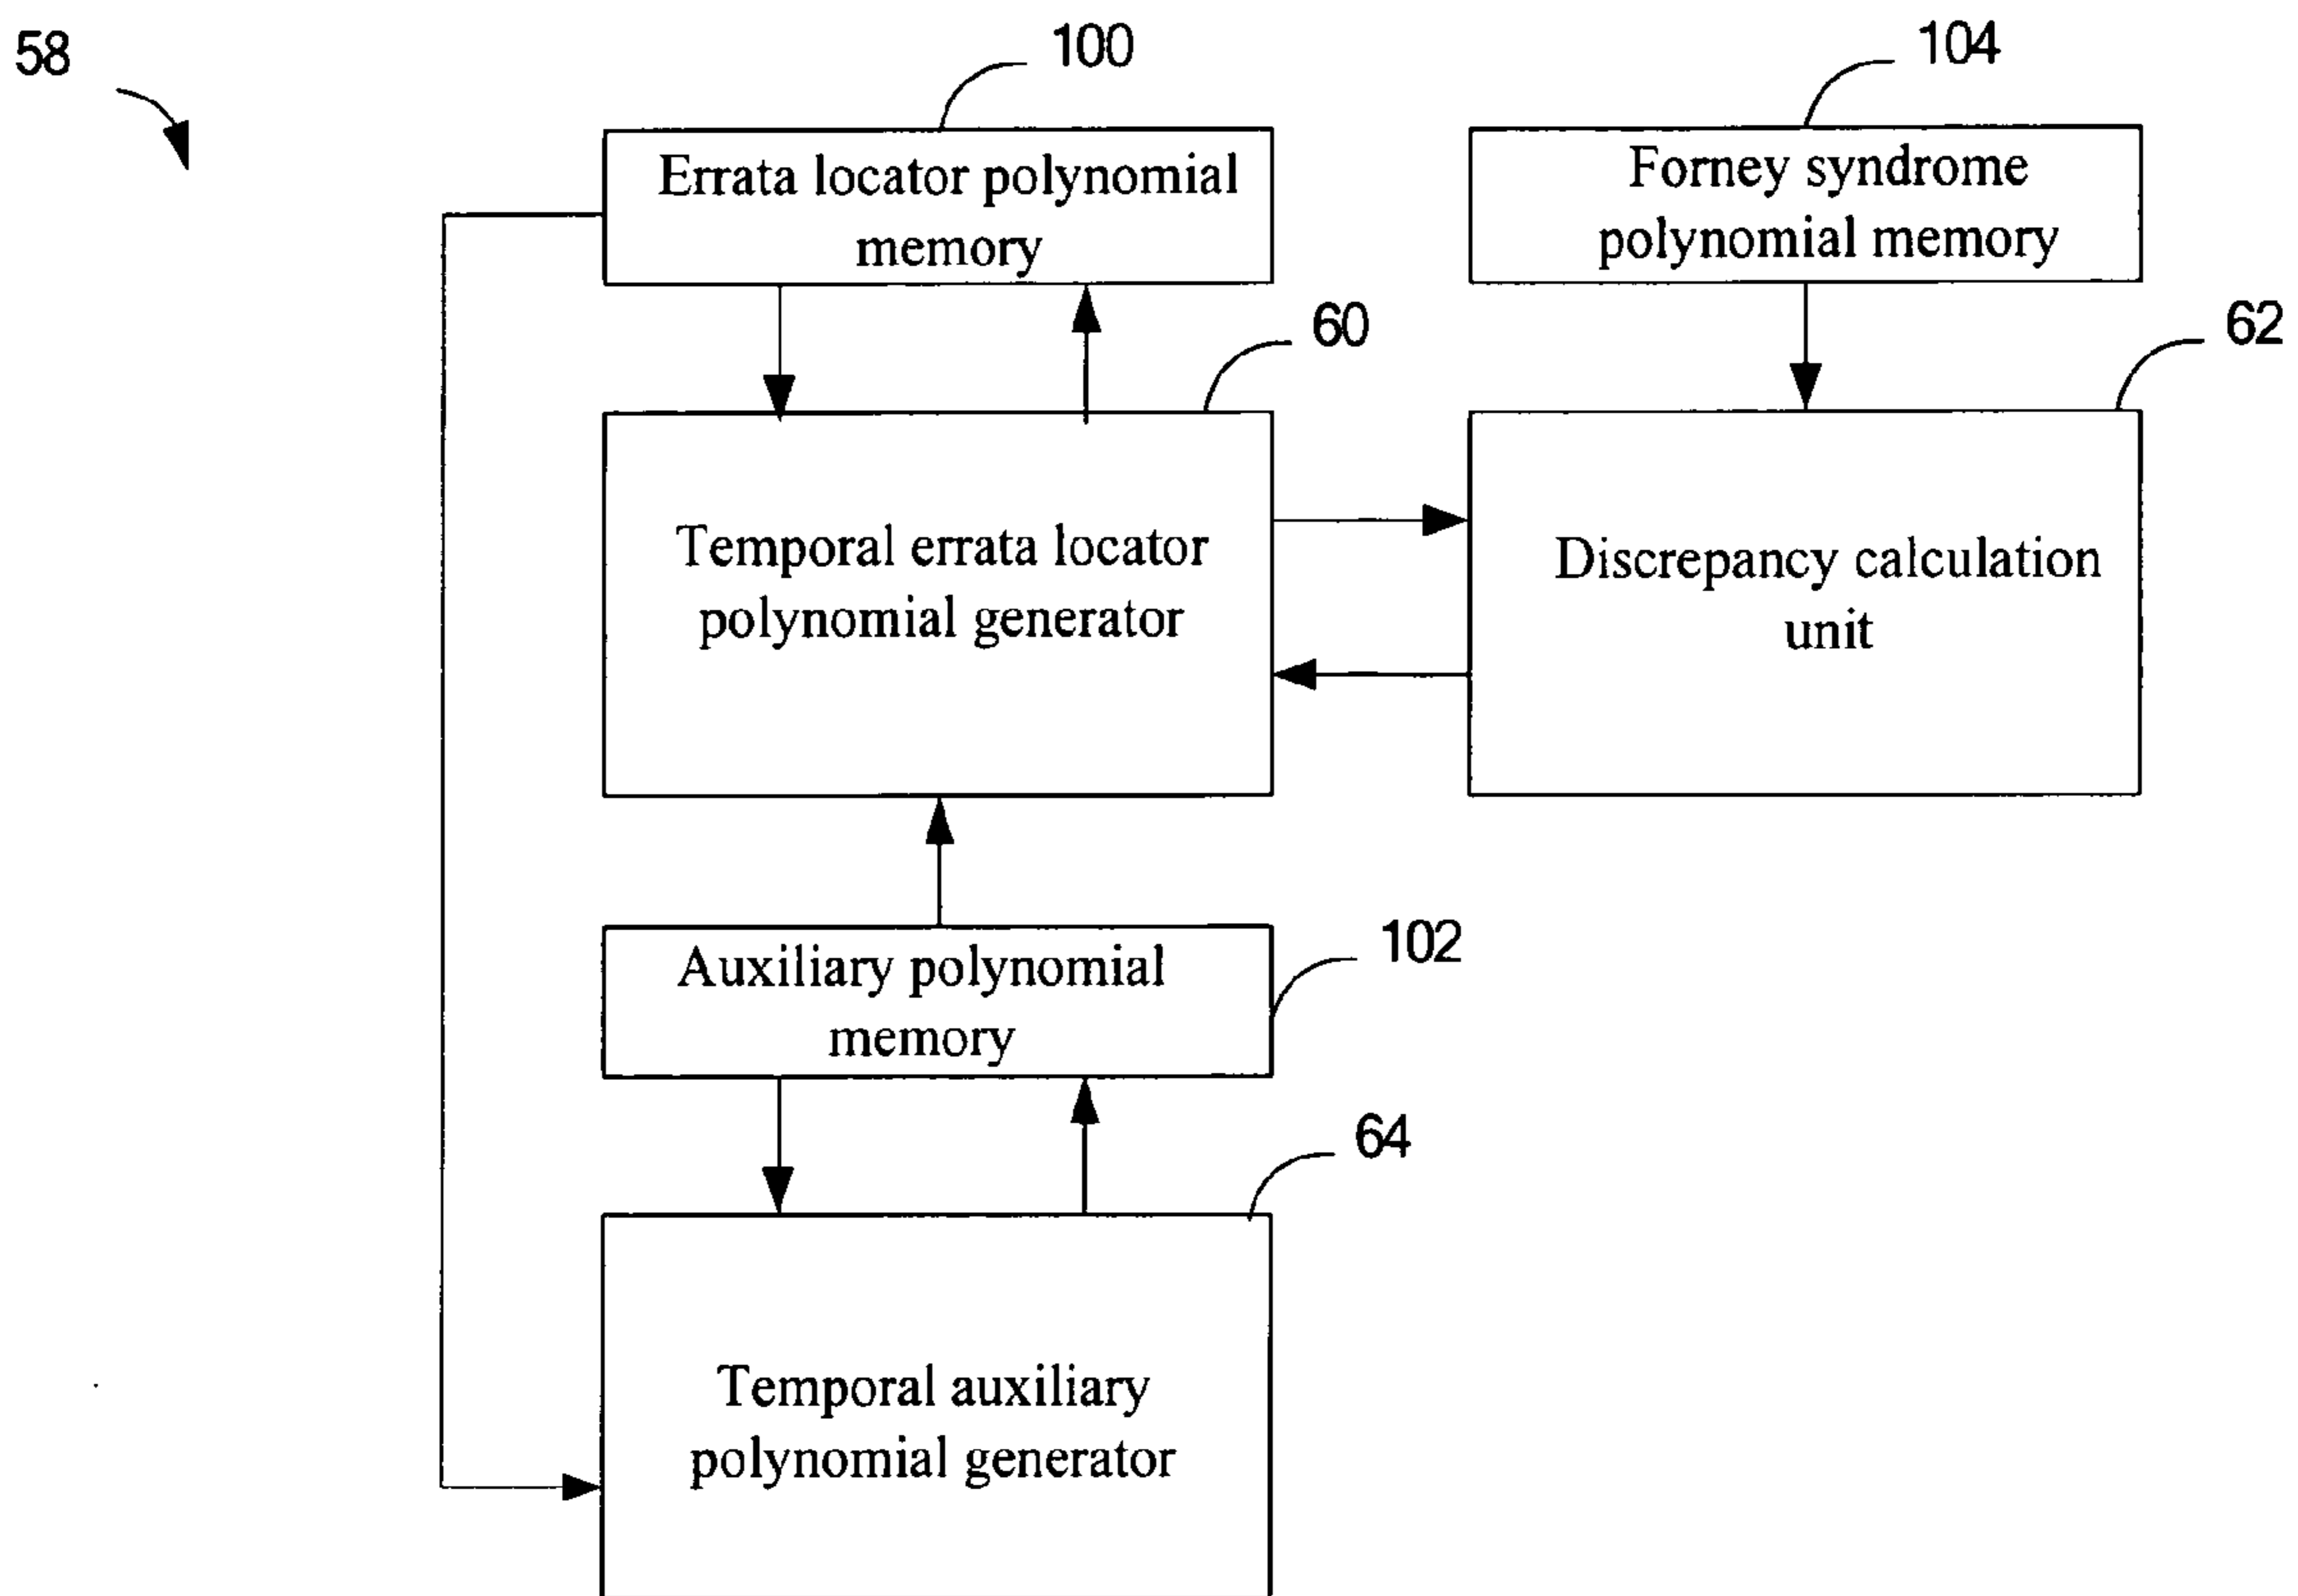 58
100
104
Errata locator polynomial
memory
Forney syndrome
polynomial memory
60
62
Temporal errata locator
polynomial generator
Discrepancy calculation
unit
102
Auxiliary polynomial
memory
64
Temporal auxiliary
polynomial generator